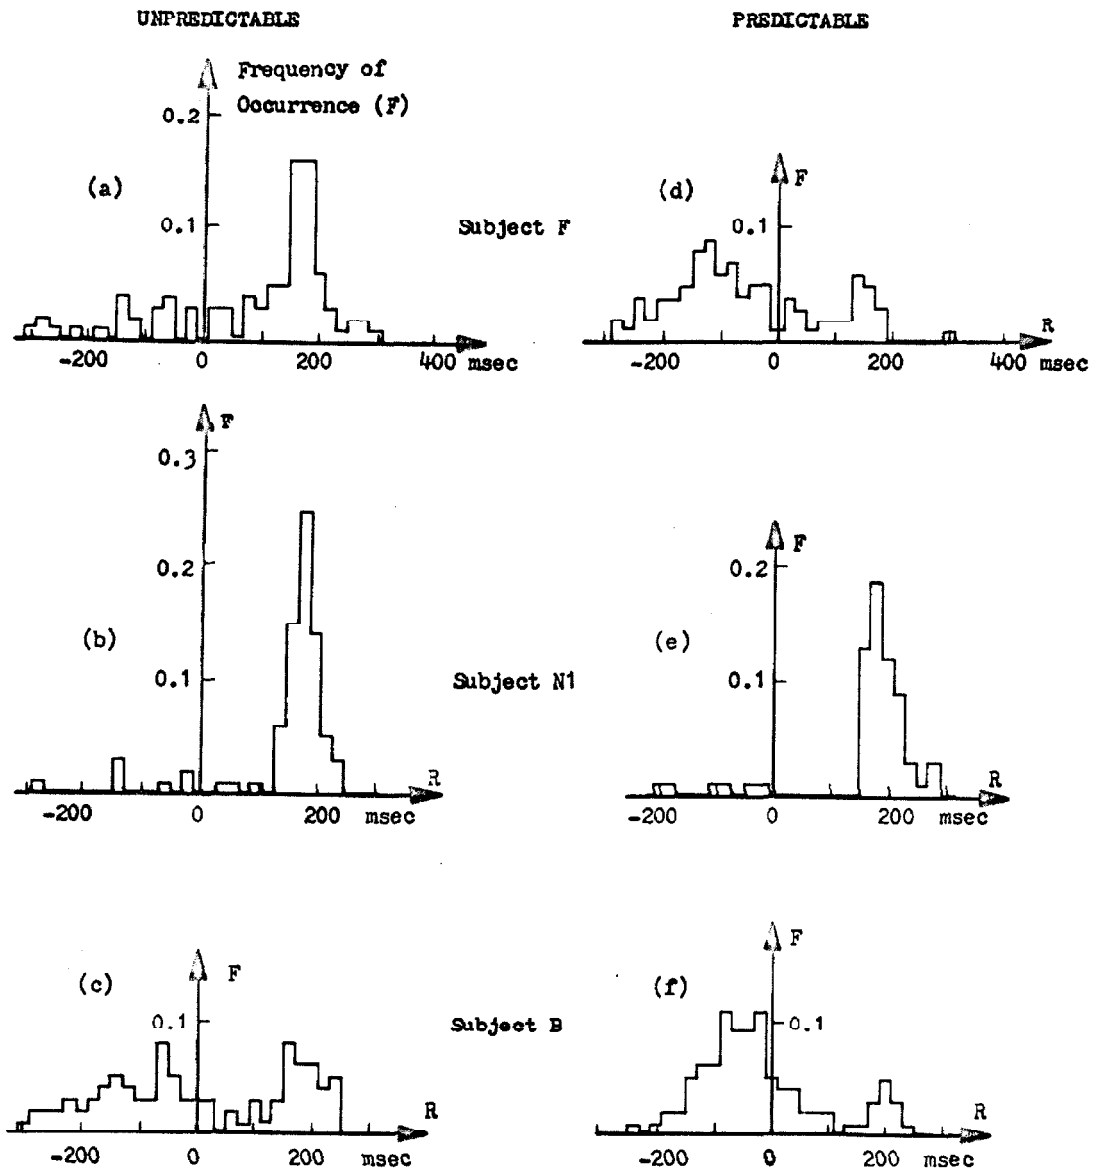 UNPREDICTABLE
PREDICTABLE
Frequency of
Occurrence (F)
0.2
0.1
(a)
-200 0 200 400 msec
Subject F
(d)
F
0.1
R
-200 0 200 400 msec
F
0.3
0.2
0.1
(b)
R
-200 0 200 msec
Subject N1
(e)
F
0.2
0.1
R
-200 0 200 msec
(c)
F
0.1
R
-200 0 200 msec
Subject B
(f)
F
0.1
R
-200 0 200 msec